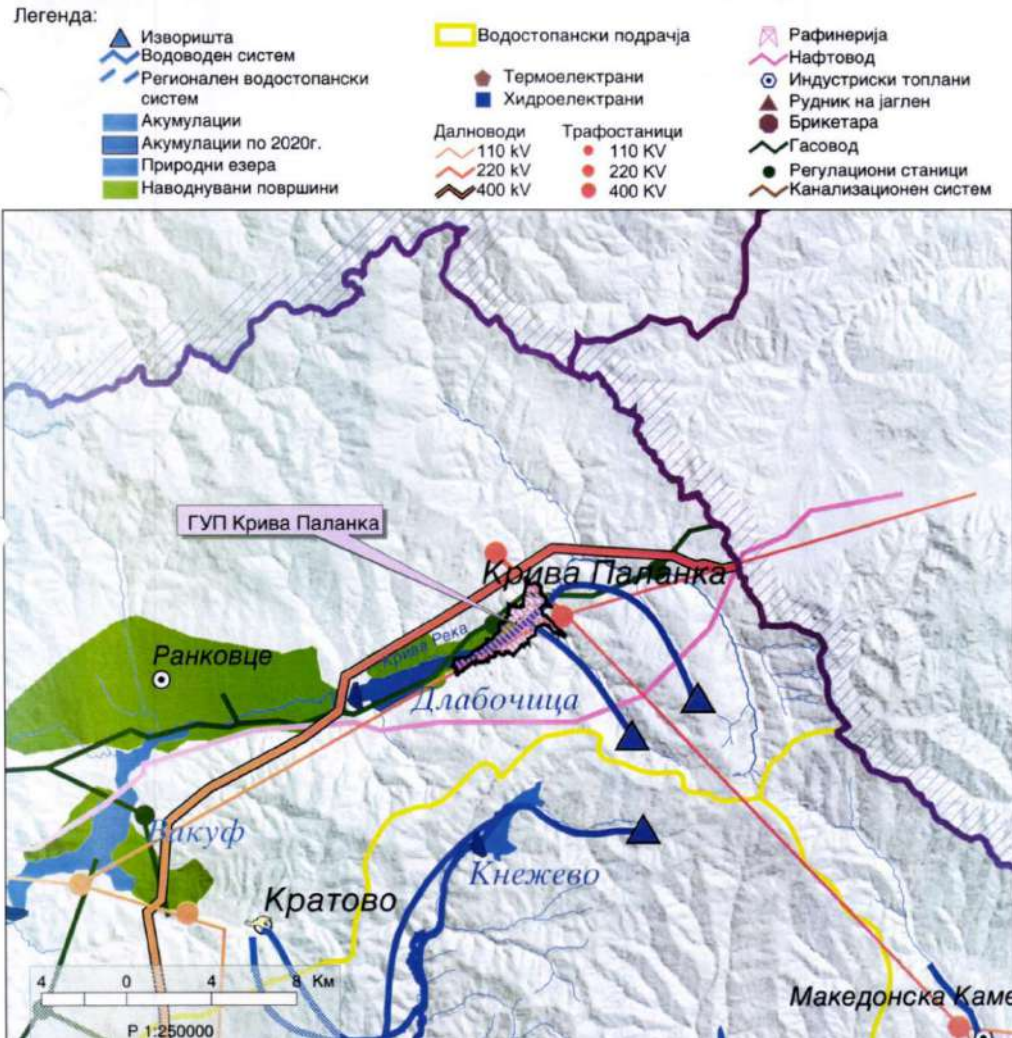 Легенда:
Изворишта
Водоводен систем
Регионален водостопански
систем
Акумулации
Акумулации по 2020г.
Природни езера
Наводнувани површини
Водостопански подрачја
Термоелектрани
Хидроелектрани
Далноводи
110 kV
220 kV
400 kV
Трафостаници
110 KV
220 KV
400 KV
Рафинерија
Нафтовод
Индустриски топлани
Рудник на јаглен
Брикетара
Гасовод
Регулациони станици
Канализационен систем
ГУП Крива Паланка
Крива Паланка
Крива Река
Ранковце
Длабочица
Вакуф
Кнежево
Кратово
Македонска Каме
4 0 4 8 Км
Р 1:250000